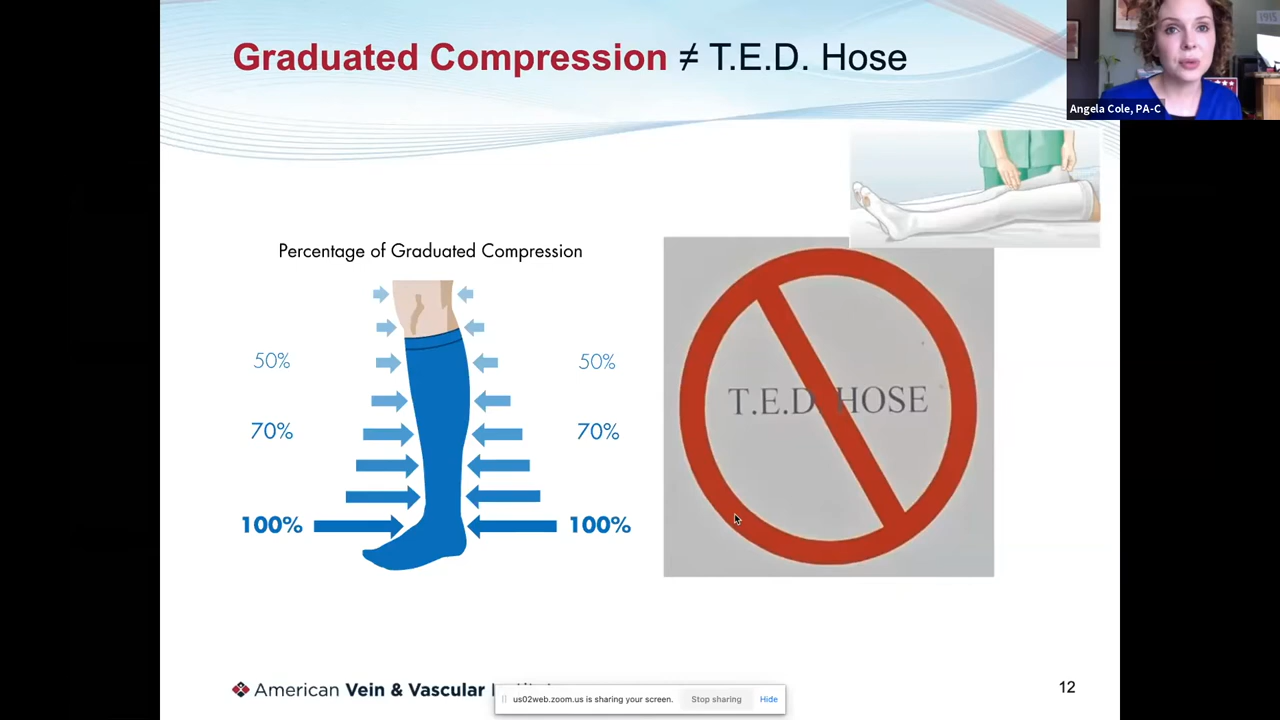 Graduated Compression ≠ T.E.D. Hose
Angela Cole, PA-C
Percentage of Graduated Compression
50% 50%
70% 70%
100% 100%
T.E.D. HOSE
American Vein & Vascular
us02web.zoom.us is sharing your screen. Stop sharing Hide
12